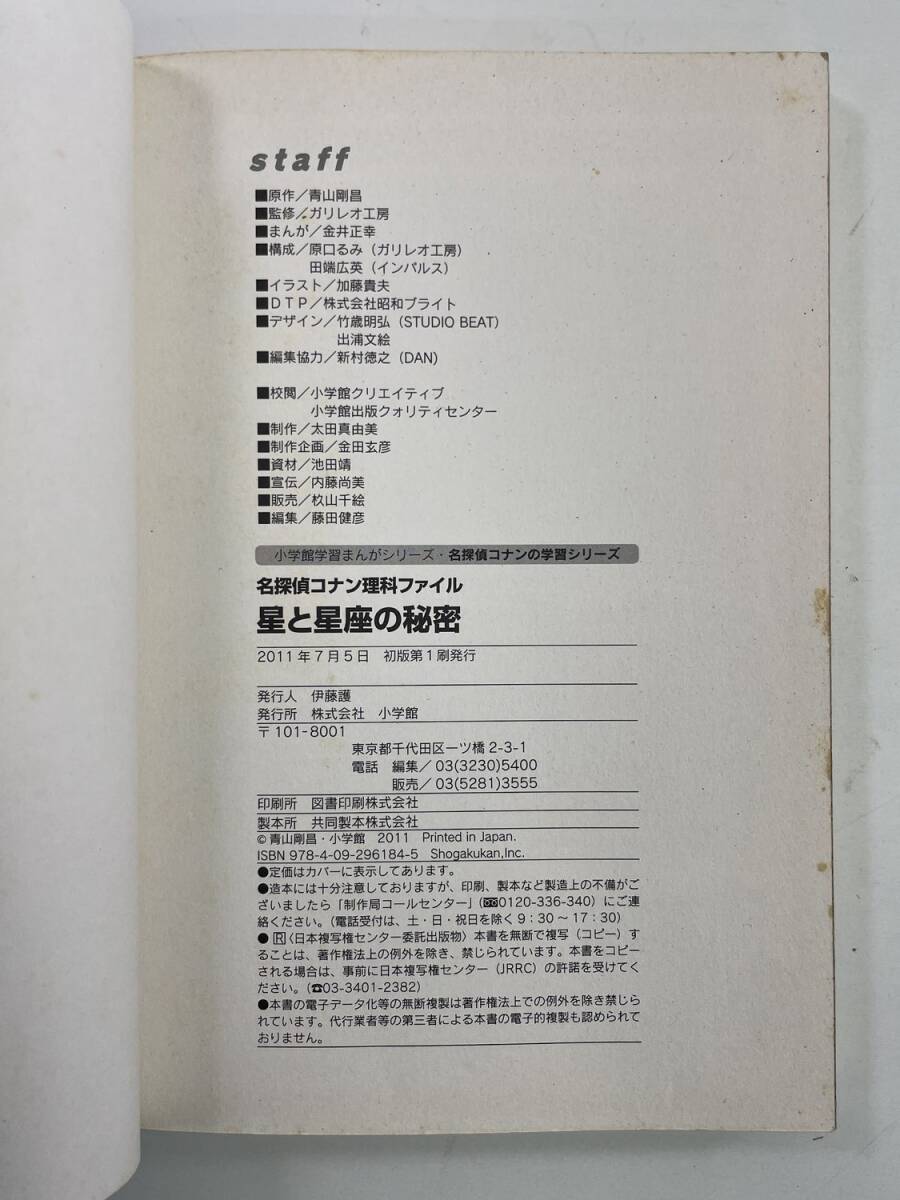 staff
■原作／青山剛昌
■監修／ガリレオ工房
■まんが／金井正幸
■構成／原口るみ（ガリレオ工房）
田端広英（インパルス）
■イラスト／加藤貴夫
■ＤＴＰ／株式会社昭和ブライト
■デザイン／竹歳明弘（STUDIO BEAT）
出浦文絵
■編集協力／新村徳之（DAN）
■校閲／小学館クリエイティブ
小学館出版クォリティセンター
■制作／太田真由美
■制作企画／金田玄彦
■資材／池田靖
■宣伝／内藤尚美
■販売／杦山千絵
■編集／藤田健彦
小学館学習まんがシリーズ・名探偵コナンの学習シリーズ
名探偵コナン理科ファイル
星と星座の秘密
2011年7月5日　初版第1刷発行
発行人　伊藤護
発行所　株式会社　小学館
〒101-8001
東京都千代田区一ツ橋2-3-1
電話　編集／03(3230)5400
販売／03(5281)3555
印刷所　図書印刷株式会社
製本所　共同製本株式会社
©青山剛昌・小学館　2011　Printed in Japan.
ISBN 978-4-09-296184-5　Shogakukan,Inc.
●定価はカバーに表示してあります。
●造本には十分注意しておりますが、印刷、製本など製造上の不備がご
ざいましたら「制作局コールセンター」（0120-336-340）にご連
絡ください。（電話受付は、土・日・祝日を除く9：30～17：30）
●Ⓡ〈日本複写権センター委託出版物〉本書を無断で複写（コピー）す
ることは、著作権法上の例外を除き、禁じられています。本書をコピー
される場合は、事前に日本複写権センター（JRRC）の許諾を受けてく
ださい。（☎03-3401-2382）
●本書の電子データ化等の無断複製は著作権法上での例外を除き禁じら
れています。代行業者等の第三者による本書の電子的複製も認められて
おりません。